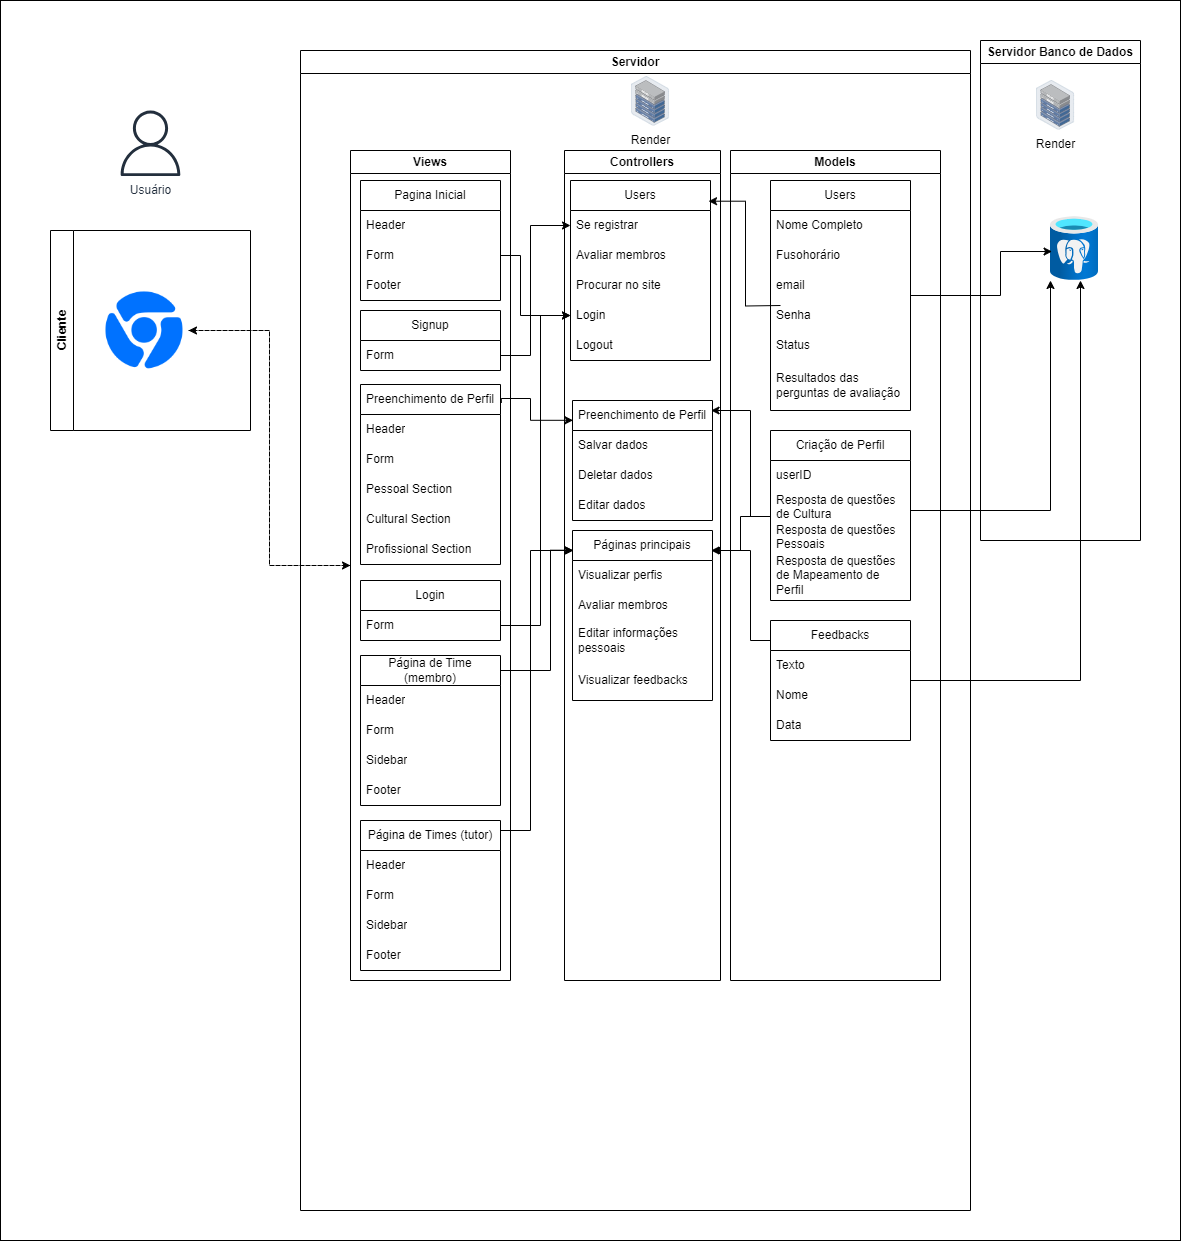 Servidor
Servidor Banco de Dados
Render
Render
Usuário
Cliente
Views
Pagina Inicial
Header
Form
Footer
Signup
Form
Preenchimento de Perfil
Header
Form
Pessoal Section
Cultural Section
Profissional Section
Login
Form
Página de Time
(membro)
Header
Form
Sidebar
Footer
Página de Times (tutor)
Header
Form
Sidebar
Footer
Controllers
Users
Se registrar
Avaliar membros
Procurar no site
Login
Logout
Preenchimento de Perfil
Salvar dados
Deletar dados
Editar dados
Páginas principais
Visualizar perfis
Avaliar membros
Editar informações
pessoais
Visualizar feedbacks
Models
Users
Nome Completo
Fusohorário
email
Senha
Status
Resultados das
perguntas de avaliação
Criação de Perfil
userID
Resposta de questões
de Cultura
Resposta de questões
Pessoais
Resposta de questões
de Mapeamento de
Perfil
Feedbacks
Texto
Nome
Data